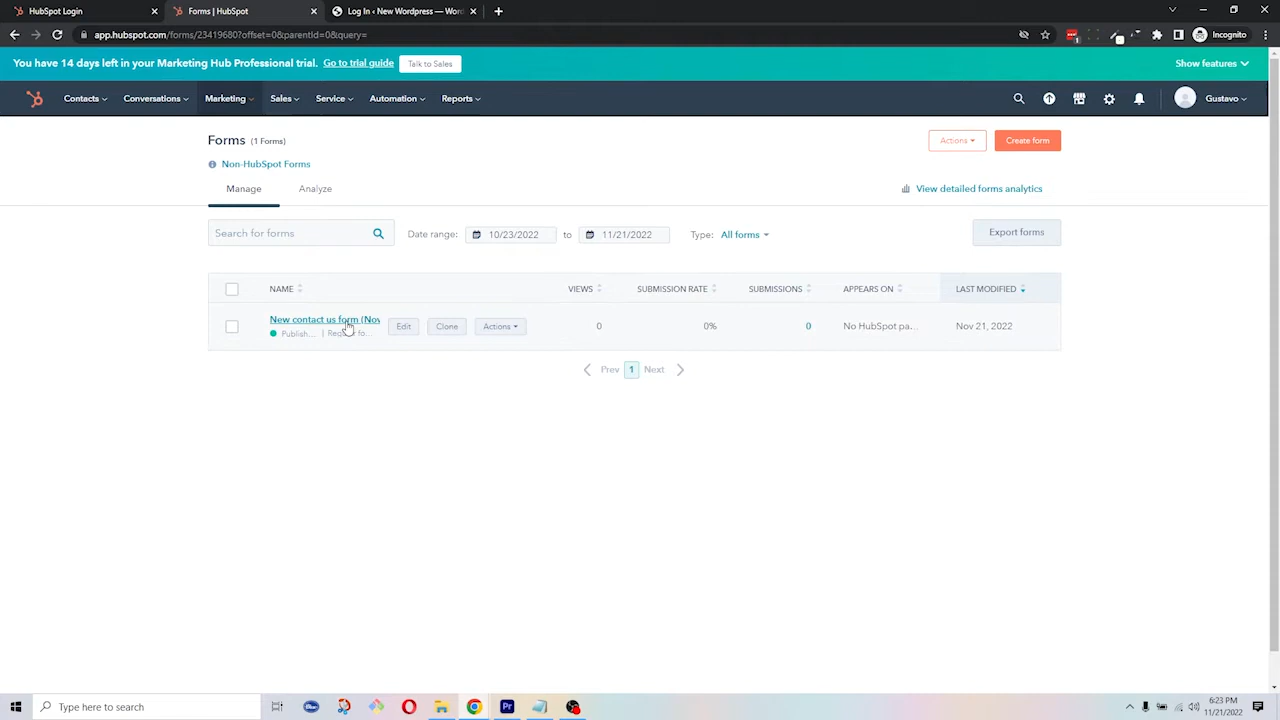 HubSpot Login
Forms | HubSpot
Log In ‹ New Wordpress — Wor
app.hubspot.com/forms/23419680?offset=0&parentId=0&query=
Incognito
You have 14 days left in your Marketing Hub Professional trial. Go to trial guide Talk to Sales Show features
Contacts Conversations Marketing Sales Service Automation Reports Gustavo
Forms (1 Forms) Actions Create form
Non-HubSpot Forms
Manage Analyze View detailed forms analytics
Search for forms Date range: 10/23/2022 to 11/21/2022 Type: All forms Export forms
NAME VIEWS SUBMISSION RATE SUBMISSIONS APPEARS ON LAST MODIFIED
New contact us form (Nov Edit Clone Actions 0 0% 0 No HubSpot pa... Nov 21, 2022
Publish... |
Prev 1 Next
Type here to search
6:23 PM
11/21/2022